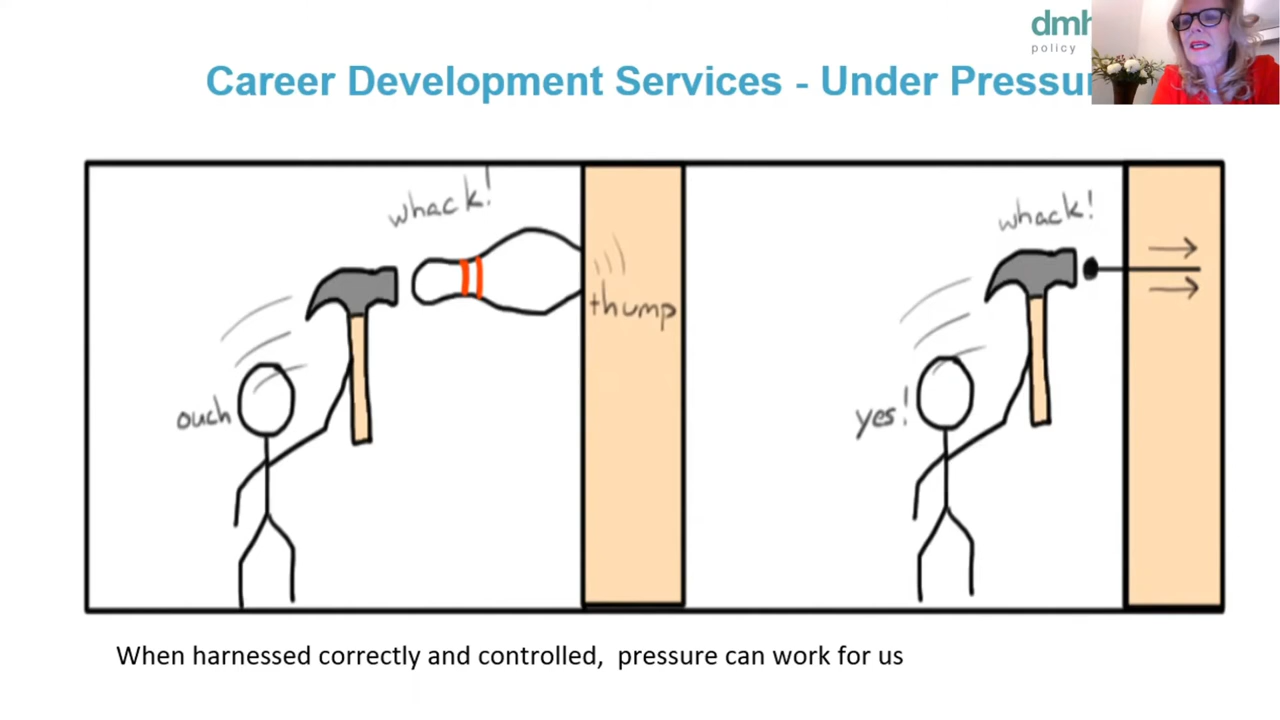 dmh
policy
Career Development Services - Under Pressur
whack!
thump
ouch
whack!
yes!
When harnessed correctly and controlled, pressure can work for us